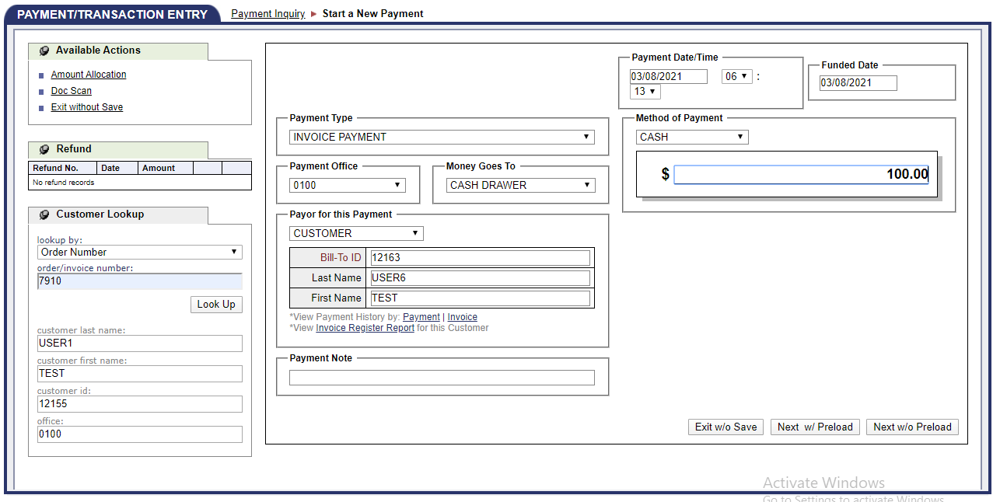 PAYMENT/TRANSACTION ENTRY
Payment Inquiry ► Start a New Payment
Available Actions
Amount Allocation
Doc Scan
Exit without Save
Refund
Refund No. Date Amount
No refund records
Customer Lookup
lookup by:
Order Number
order/invoice number:
7910
Look Up
customer last name:
USER1
customer first name:
TEST
customer id:
12155
office:
0100
Payment Date/Time
03/08/2021 06 :
13
Funded Date
03/08/2021
Payment Type
INVOICE PAYMENT
Method of Payment
CASH
$ 100.00
Payment Office
0100
Money Goes To
CASH DRAWER
Payor for this Payment
CUSTOMER
Bill-To ID 12163
Last Name USER6
First Name TEST
*View Payment History by: Payment | Invoice
*View Invoice Register Report for this Customer
Payment Note
Exit w/o Save Next w/ Preload Next w/o Preload
Activate Windows
Go to Settings to activate Windows.